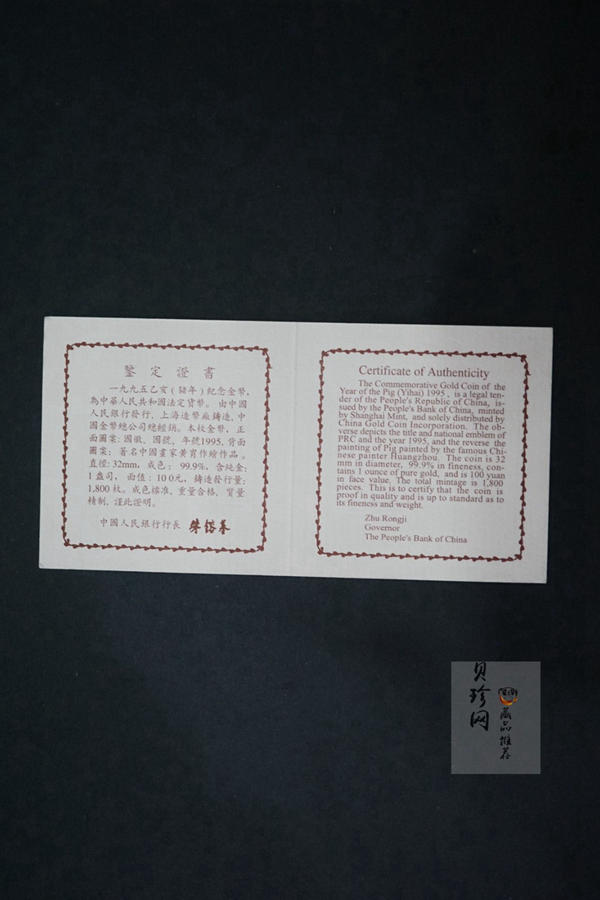 鑒定證書
一九九五乙亥(豬年)紀念金幣,
為中華人民共和國法定貨幣。由中國
人民銀行發行、上海造幣廠鑄造、中
國金幣總公司總經銷。本枚金幣,正
面圖案:國徽、國號、年號1995,背面
圖案:著名中國畫家黃育作繪作品。
直徑:32mm,成色:99.9%,含純金:
1盎司,面值:100元,鑄造發行量:
1,800枚。成色標准,重量合格,質量
精制,謹此證明。
中國人民銀行行長
Certificate of Authenticity
The Commemorative Gold Coin of the
Year of the Pig (Yihai) 1995, is a legal ten-
der of the People's Republic of China, is-
sued by the People's Bank of China, minted
by Shanghai Mint, and solely distributed by
China Gold Coin Incorporation. The ob-
verse depicts the title and national emblem of
PRC and the year 1995, and the reverse the
painting of Pig painted by the famous Chi-
nese painter Huangzhou. The coin is 32
mm in diameter, 99.9% in fineness, con-
tains 1 ounce of pure gold, and is 100 yuan
in face value. The total mintage is 1,800
pieces. This is to certify that the coin is
proof in quality and is up to standard as to
its fineness and weight.
Zhu Rongji
Governor
The People's Bank of China
贝珍网
藏品推荐